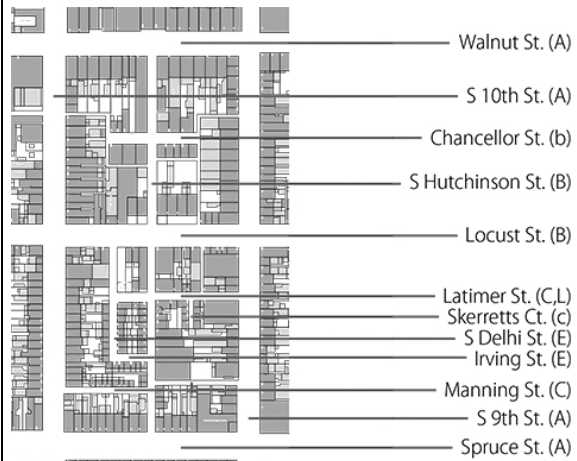 Walnut St. (A)
S 10th St. (A)
Chancellor St. (b)
S Hutchinson St. (B)
Locust St. (B)
Latimer St. (C,L)
Skerretts Ct. (c)
S Delhi St. (E)
Irving St. (E)
Manning St. (C)
S 9th St. (A)
Spruce St. (A)